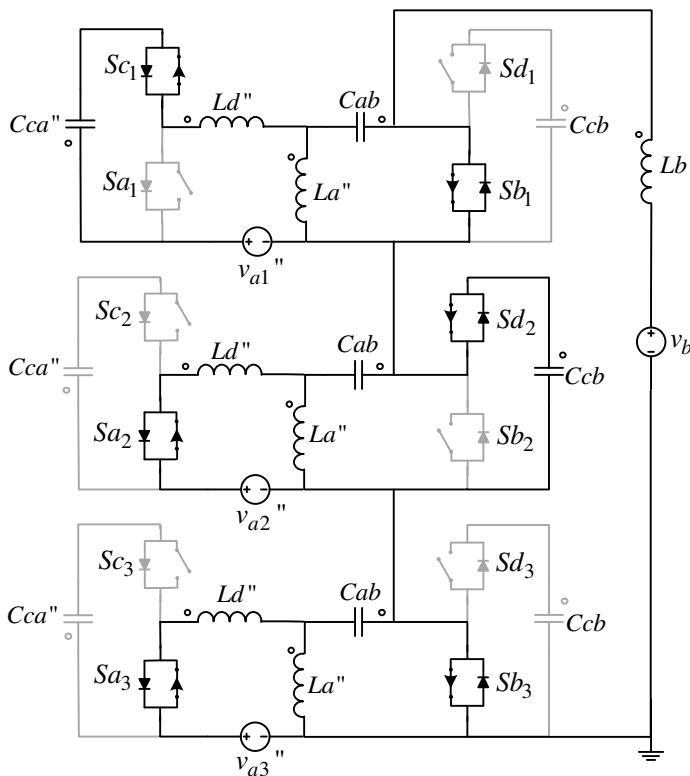 Sc1
Sd1
Ld"
Cab
Cca"
Ccb
Lb
Sa1
La"
Sb1
va1"
Sc2
Sd2
Ld"
Cab
vb
Cca"
Ccb
Sa2
La"
Sb2
va2"
Sc3
Sd3
Ld"
Cab
Cca"
Ccb
Sa3
La"
Sb3
va3"